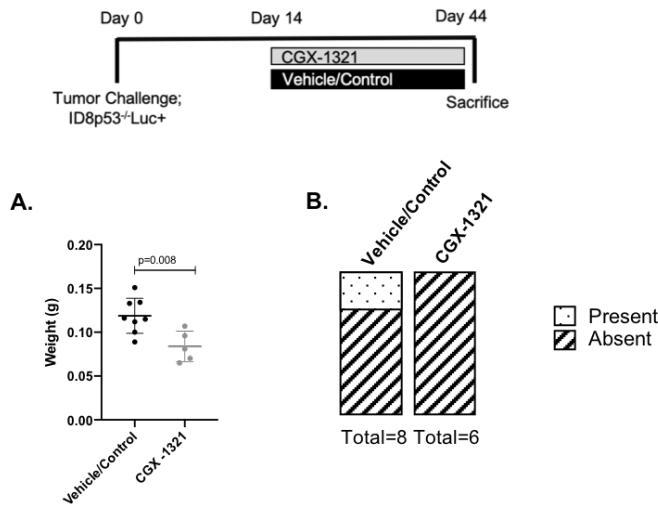 Day 0 Day 14 Day 44
CGX-1321
Vehicle/Control
Tumor Challenge;
ID8p53-/-Luc+
Sacrifice
A.
B.
0.20
0.15
0.10
0.05
0.00
Weight (g)
p=0.008
Vehicle/Control
CGX -1321
Vehicle/Control
CGX-1321
Total=8 Total=6
Present
Absent